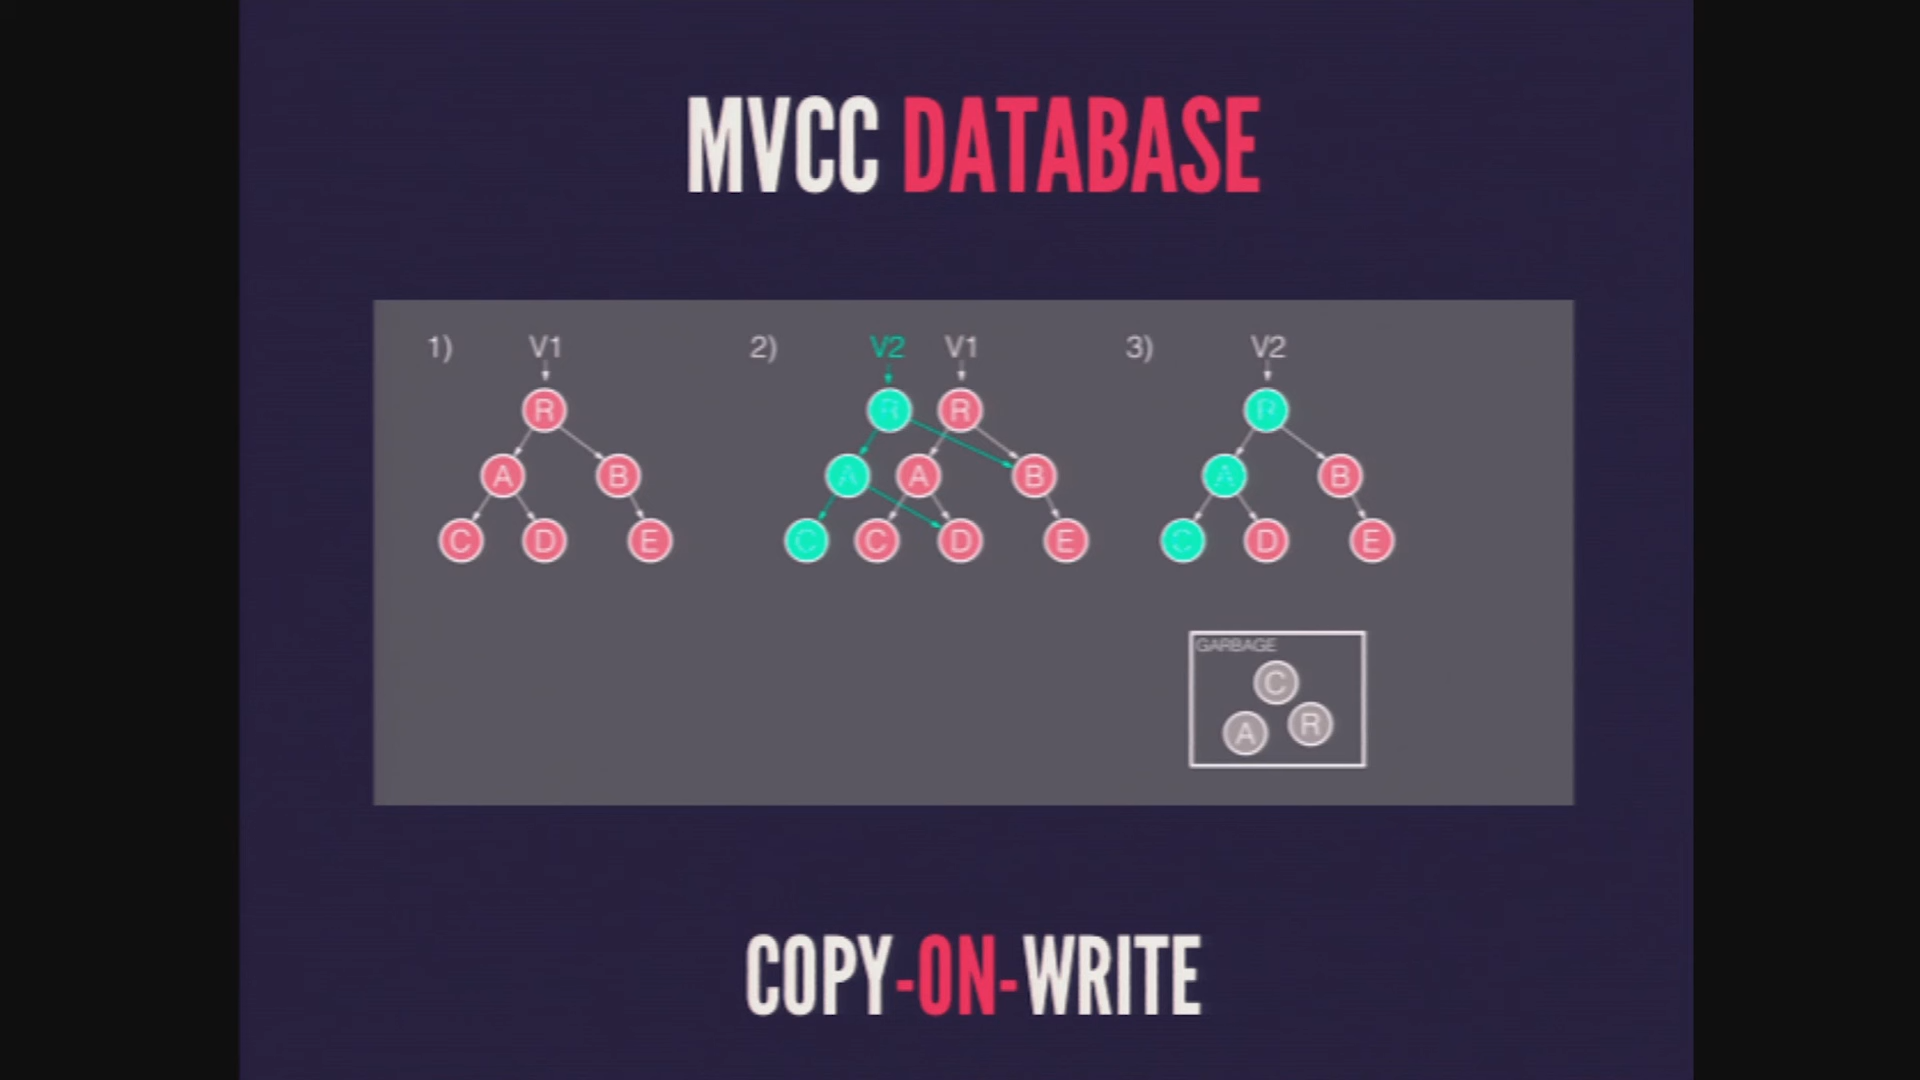 MVCC DATABASE
1) V1 2) V2 V1 3) V2
R R R R
A B A A B A B
C D E C C D E C D E
GARBAGE
C
A R
COPY-ON-WRITE